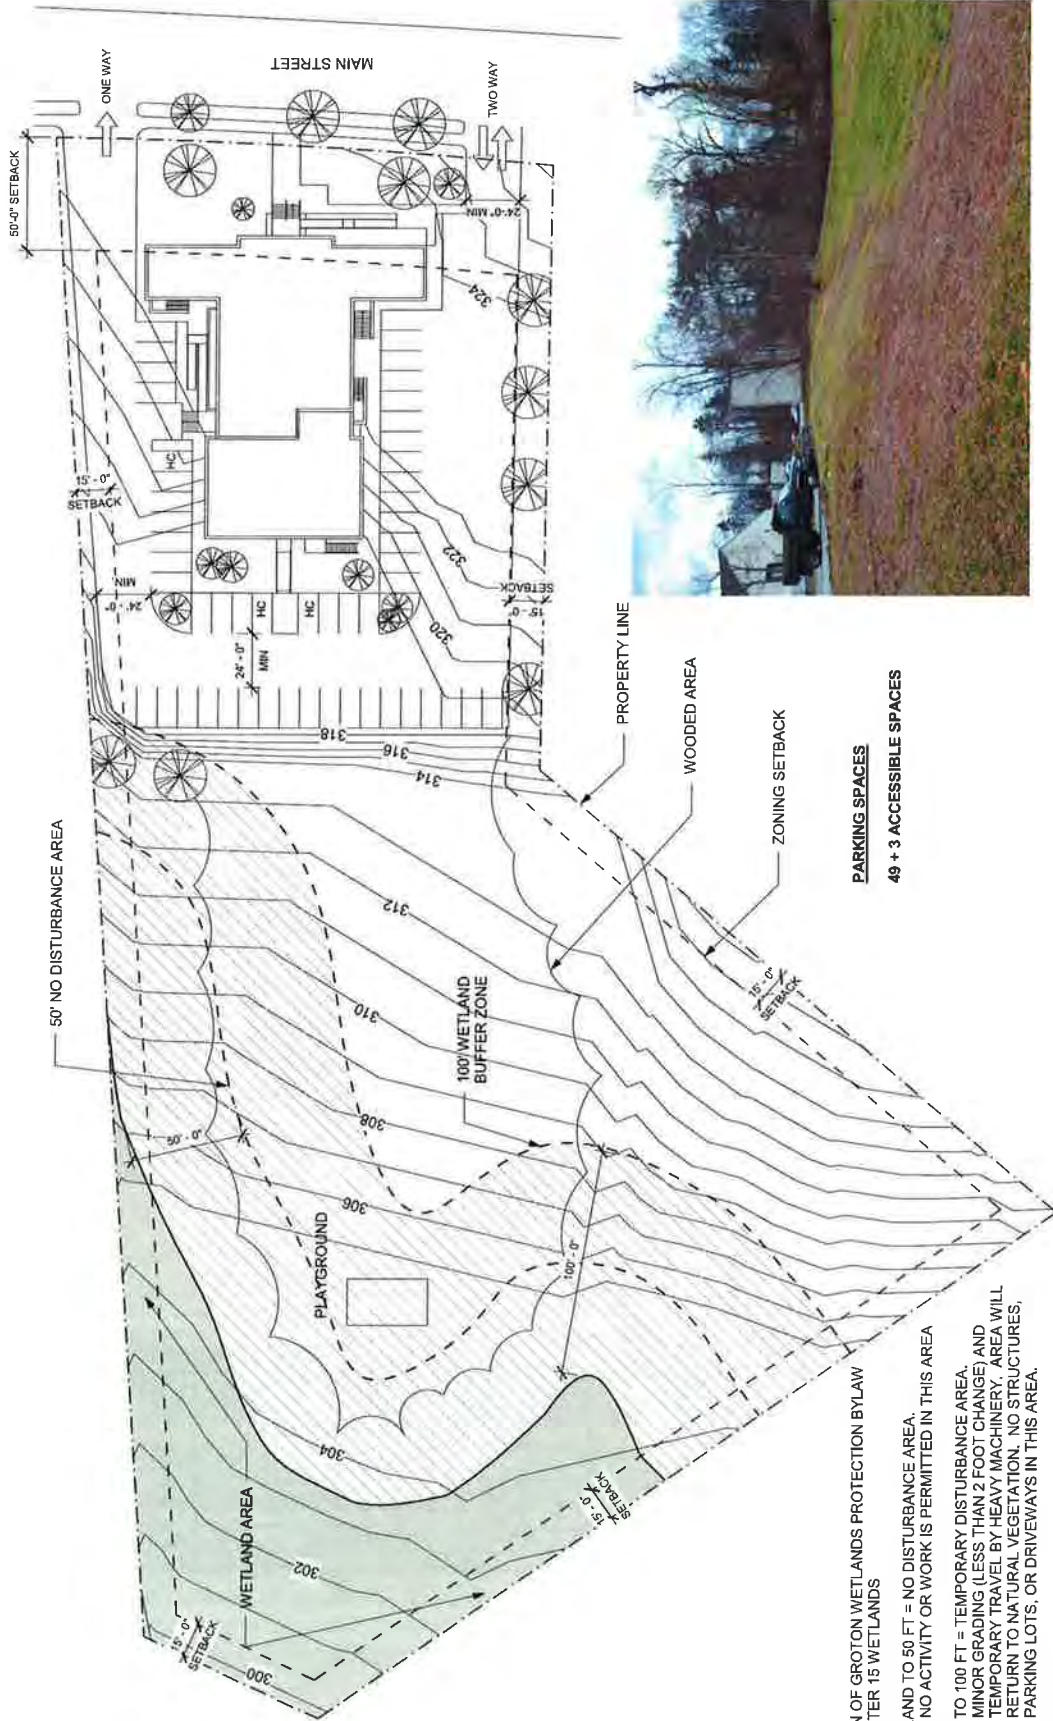 MAIN STREET
ONE WAY
TWO WAY
50'-0" SETBACK
24'-0" MIN
324
HC
15'- 0"
SETBACK
322
15' - 0"
SETBACK
24' - 0"
MIN
HC
HC
320
24' - 0"
MIN
318
316
314
PROPERTY LINE
WOODED AREA
ZONING SETBACK
50' NO DISTURBANCE AREA
312
310
100' WETLAND
BUFFER ZONE
308
306
50' - 0"
15' - 0"
SETBACK
PLAYGROUND
100' - 0"
304
WETLAND AREA
302
15' - 0"
SETBACK
15' - 0"
SETBACK
300
PARKING SPACES
49 + 3 ACCESSIBLE SPACES
OF GROTON WETLANDS PROTECTION BYLAW
TER 15 WETLANDS
AND TO 50 FT = NO DISTURBANCE AREA.
NO ACTIVITY OR WORK IS PERMITTED IN THIS AREA
TO 100 FT = TEMPORARY DISTURBANCE AREA.
MINOR GRADING (LESS THAN 2 FOOT CHANGE) AND
TEMPORARY TRAVEL BY HEAVY MACHINERY. AREA WILL
RETURN TO NATURAL VEGETATION. NO STRUCTURES,
PARKING LOTS, OR DRIVEWAYS IN THIS AREA.